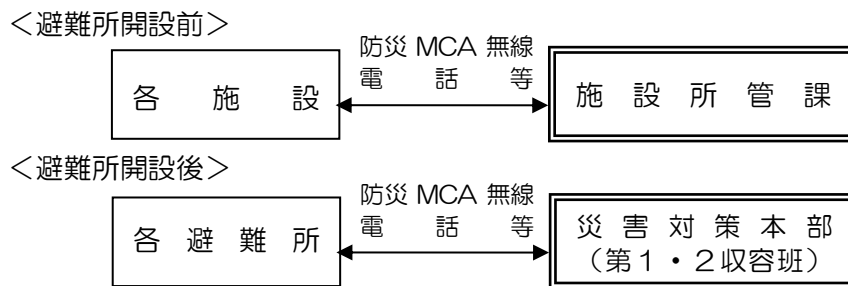 ＜避難所開設前＞
防災 MCA 無線
電話等
各施設
施設所管課
＜避難所開設後＞
防災 MCA 無線
電話等
各避難所
災害対策本部
（第１・２収容班）